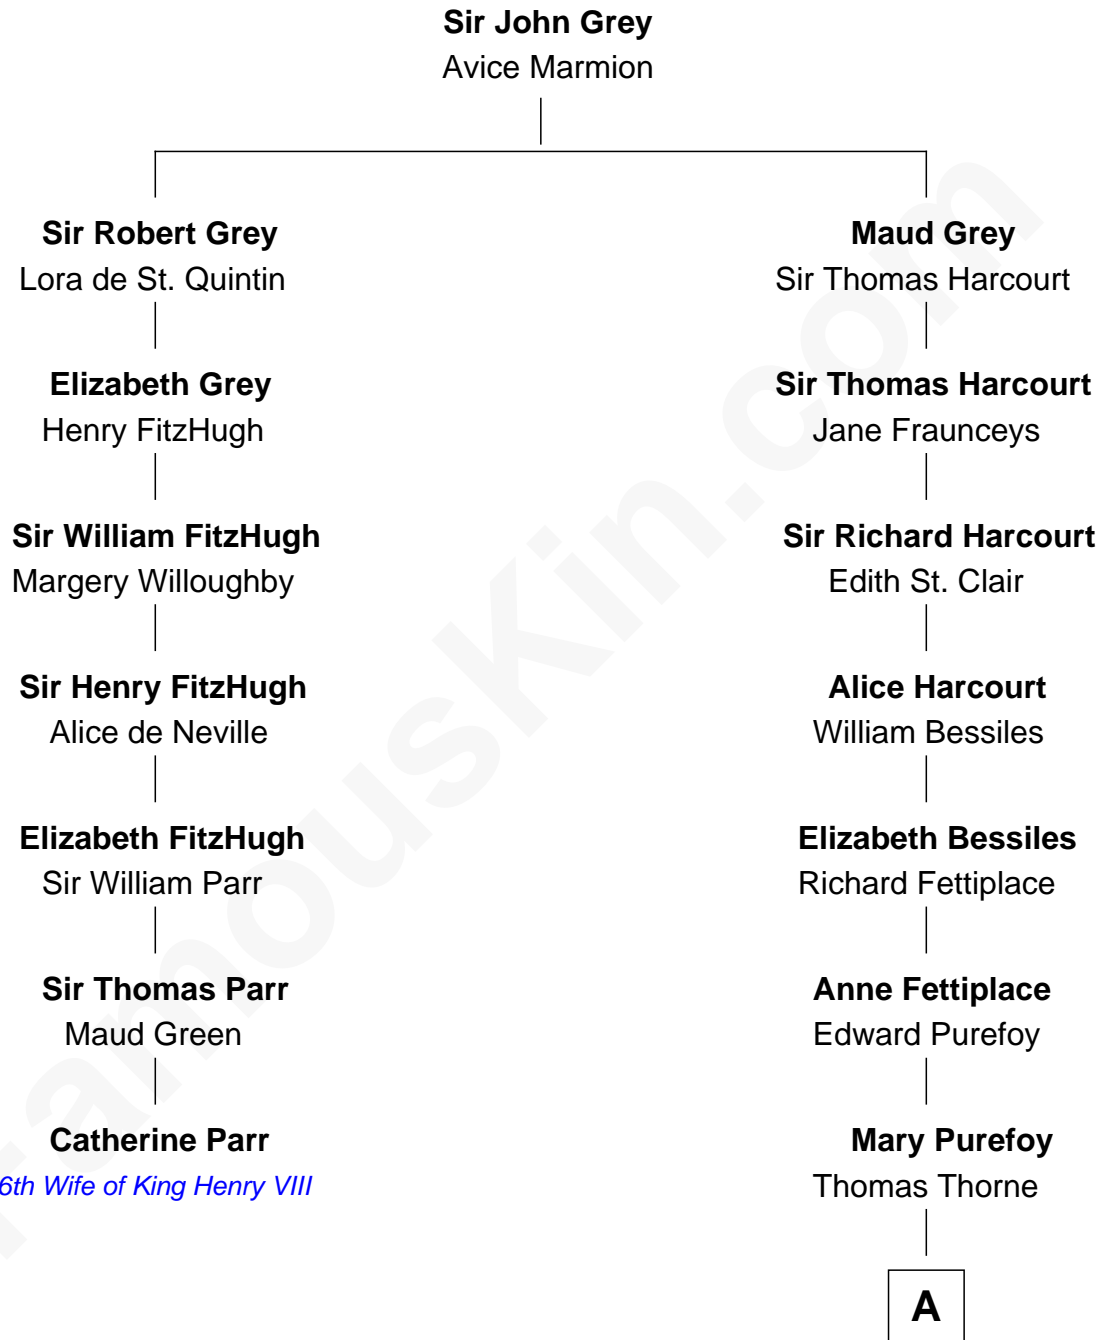 Sir John Grey
Avice Marmion
Sir Robert Grey
Lora de St. Quintin
Maud Grey
Sir Thomas Harcourt
Elizabeth Grey
Henry FitzHugh
Sir Thomas Harcourt
Jane Fraunceys
Sir William FitzHugh
Margery Willoughby
Sir Richard Harcourt
Edith St. Clair
Sir Henry FitzHugh
Alice de Neville
Alice Harcourt
William Bessiles
Elizabeth FitzHugh
Sir William Parr
Elizabeth Bessiles
Richard Fettiplace
Sir Thomas Parr
Maud Green
Anne Fettiplace
Edward Purefoy
Catherine Parr
6th Wife of King Henry VIII
Mary Purefoy
Thomas Thorne
A
FamousKin.com